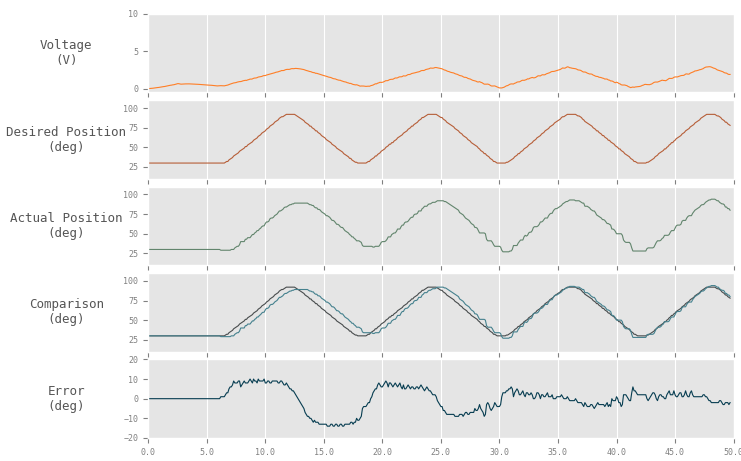 Voltage
(V)
10
5
0
Desired Position
(deg)
100
75
50
25
Actual Position
(deg)
100
75
50
25
Comparison
(deg)
100
75
50
25
Error
(deg)
20
10
0
−10
−20
0.0 5.0 10.0 15.0 20.0 25.0 30.0 35.0 40.0 45.0 50.0